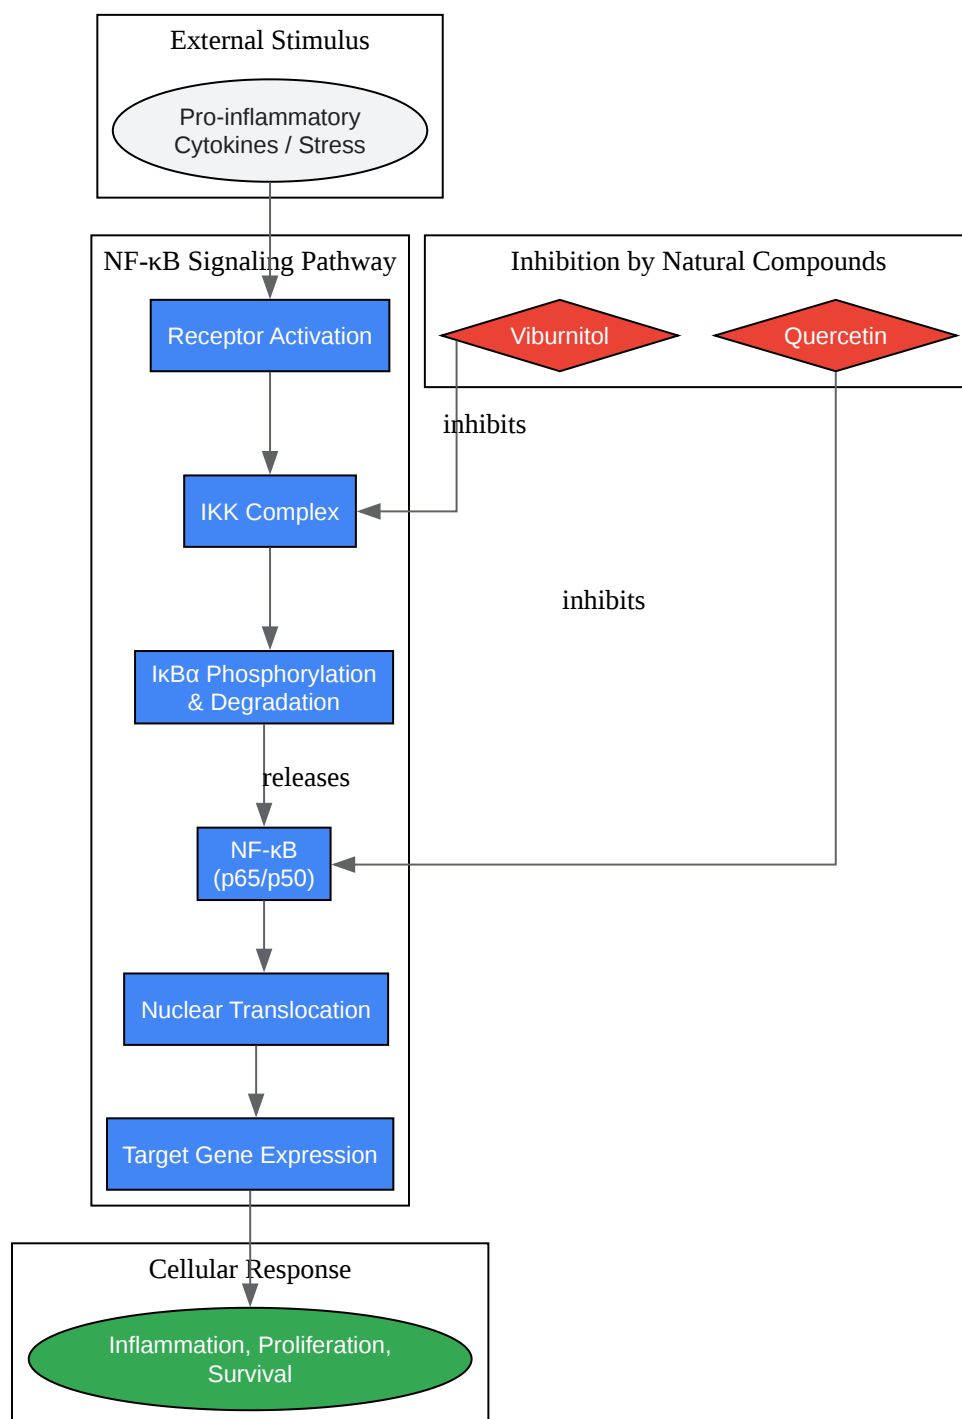 External Stimulus
Pro-inflammatory
Cytokines / Stress
NF-κB Signaling Pathway
Inhibition by Natural Compounds
Receptor Activation
Viburnitol
Quercetin
inhibits
IKK Complex
inhibits
IκBα Phosphorylation
& Degradation
releases
NF-κB
(p65/p50)
Nuclear Translocation
Target Gene Expression
Cellular Response
Inflammation, Proliferation,
Survival